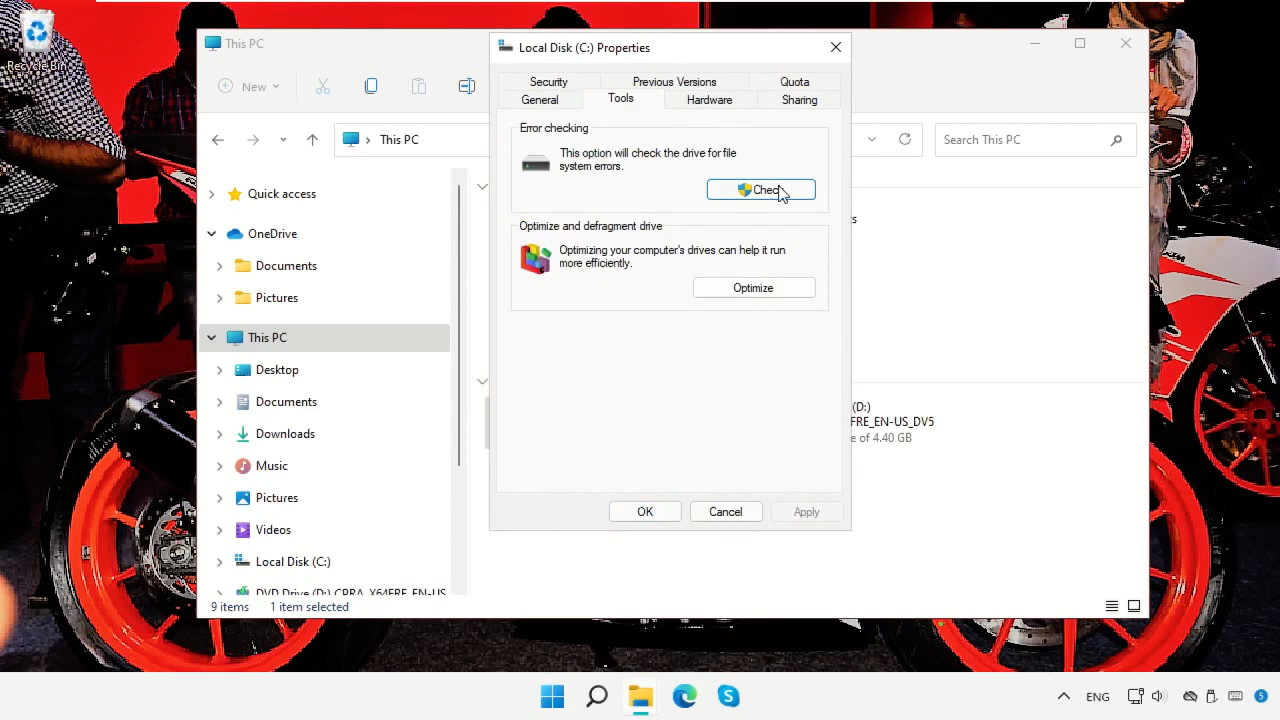 Recycle Bin
This PC
New
This PC
Search This PC
Quick access
OneDrive
Documents
Pictures
This PC
Desktop
Documents
Downloads
Music
Pictures
Videos
Local Disk (C:)
9 items
1 item selected
Local Disk (C:) Properties
Security
Previous Versions
Quota
General
Tools
Hardware
Sharing
Error checking
This option will check the drive for file
system errors.
Check
Optimize and defragment drive
Optimizing your computer's drives can help it run
more efficiently.
Optimize
OK
Cancel
Apply
(D:)
FRE_EN-US_DV5
of 4.40 GB
ENG
5